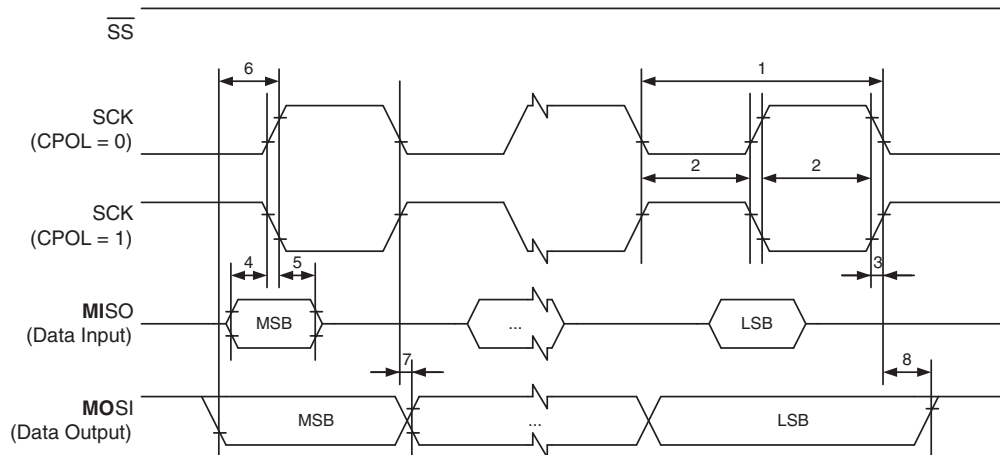 SS
6
1
SCK
(CPOL = 0)
2
2
SCK
(CPOL = 1)
4
5
3
MISO
(Data Input)
MSB
...
LSB
7
8
MOSI
(Data Output)
MSB
...
LSB